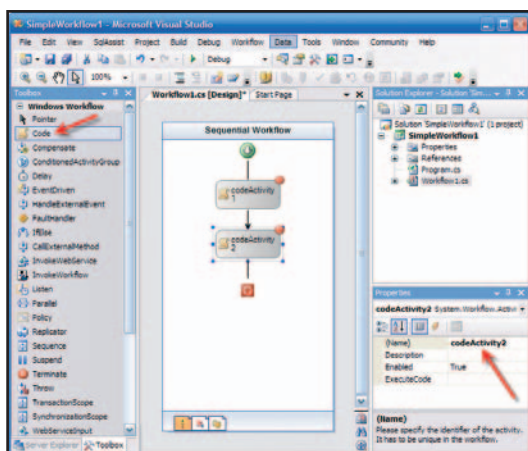 SimpleWorkflow1 - Microsoft Visual Studio
File Edit View SqlAssist Project Build Debug Workflow Data Tools Window Community Help
Debug
100%
Toolbox
Windows Workflow
Pointer
Code
Compensate
ConditionedActivityGroup
Delay
EventDriven
HandleExternalEvent
FaultHandler
IfElse
CallExternalMethod
InvokeWebService
InvokeWorkflow
Listen
Parallel
Policy
Replicator
Sequence
Suspend
Terminate
Throw
TransactionScope
SynchronizationScope
WebServiceInput
Server Explorer Toolbox
Workflow1.cs [Design]* Start Page
Sequential Workflow
codeActivity
1
codeActivity
2
Solution Explorer - Solution 'Sim...
Solution 'SimpleWorkflow1' (1 project)
SimpleWorkflow1
Properties
References
Program.cs
Workflow1.cs
Properties
codeActivity2 System.Workflow.Activi
(Name) codeActivity2
Description
Enabled True
ExecuteCode
(Name)
Please specify the identifier of the activity.
It has to be unique in the workflow.